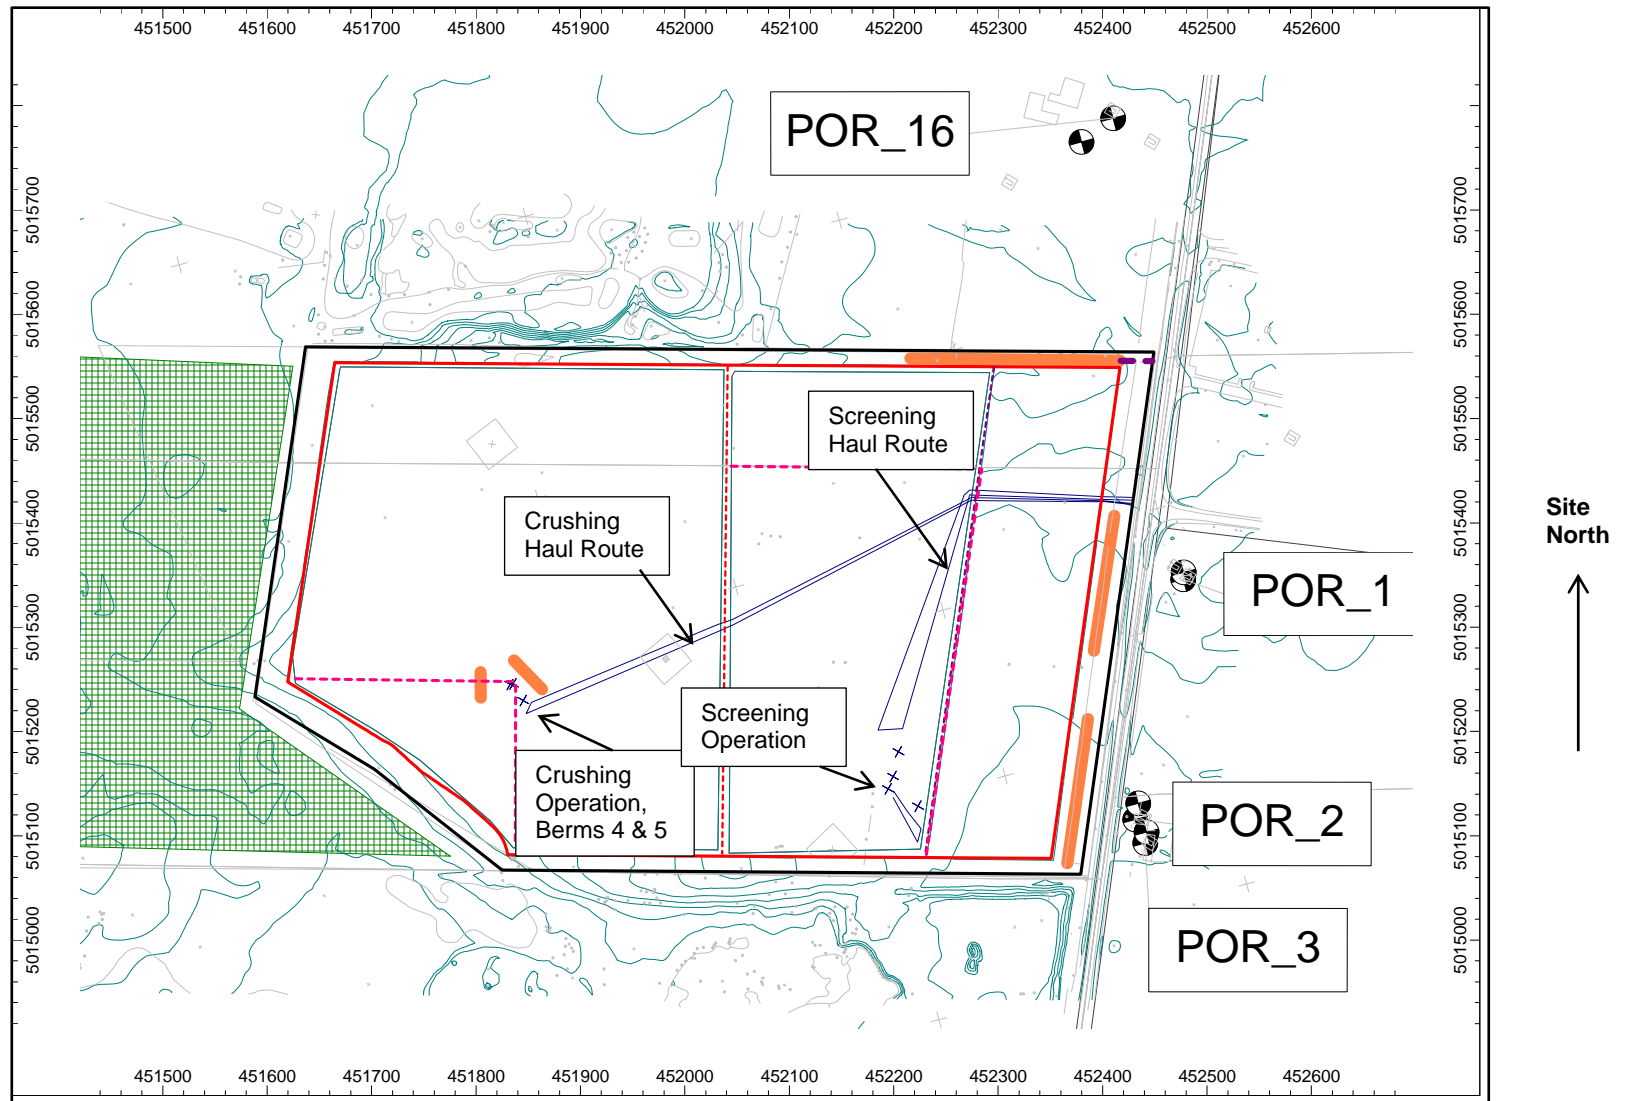 451500 451600 451700 451800 451900 452000 452100 452200 452300 452400 452500 452600
POR_16
5015700
5015700
5015600
5015600
5015500
5015500
Screening
Haul Route
5015400
5015400
Crushing
Haul Route
Site
North
POR_1
5015300
5015300
5015200
5015200
Screening
Operation
Crushing
Operation,
Berms 4 & 5
POR_2
5015100
5015100
POR_3
5015000
5015000
451500 451600 451700 451800 451900 452000 452100 452200 452300 452400 452500 452600